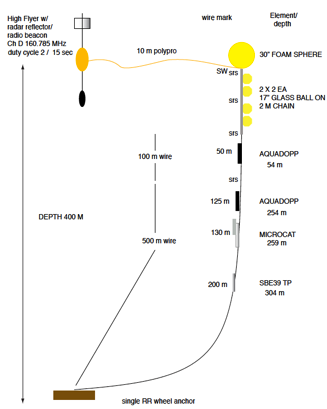 High Flyer w/
radar reflector/
radio beacon
Ch D 160.785 MHz
duty cycle 2 / 15 sec
wire mark
Element/
depth
10 m polypro
30" FOAM SPHERE
SW
srs
srs
2 X 2 EA
17" GLASS BALL ON
2 M CHAIN
srs
50 m
AQUADOPP
54 m
100 m wire
srs
125 m
AQUADOPP
254 m
DEPTH 400 M
130 m
MICROCAT
259 m
500 m wire
200 m
SBE39 TP
304 m
single RR wheel anchor